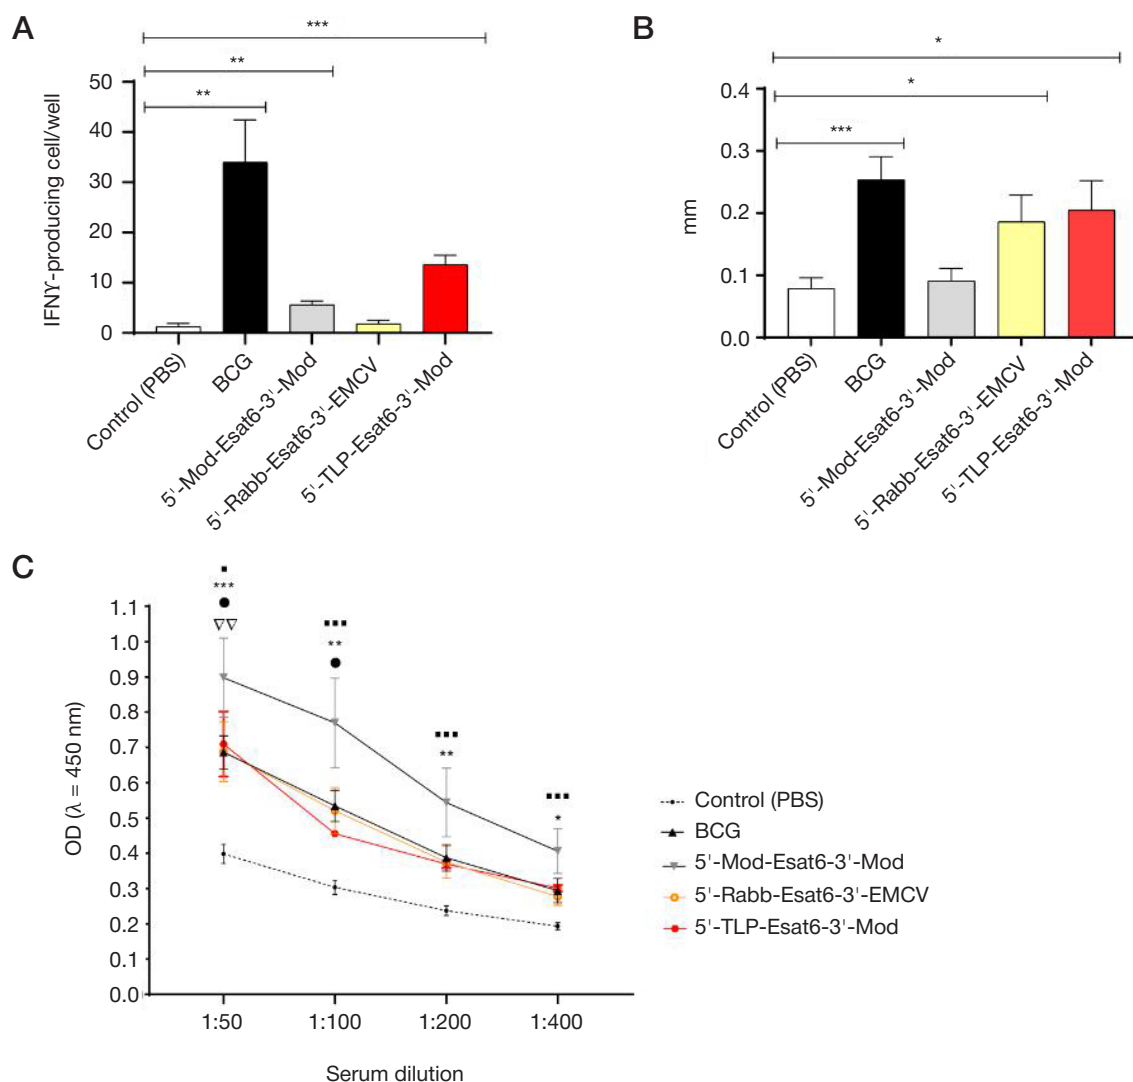 A
***
**
**
IFNγ-producing cell/well
50
40
30
20
10
0
Control (PBS)
BCG
5'-Mod-Esat6-3'-Mod
5'-Rabb-Esat6-3'-EMCV
5'-TLP-Esat6-3'-Mod
B
*
*
***
mm
0.4
0.3
0.2
0.1
0.0
Control (PBS)
BCG
5'-Mod-Esat6-3'-Mod
5'-Rabb-Esat6-3'-EMCV
5'-TLP-Esat6-3'-Mod
C
▪
***
●
▽▽
▪▪▪
**
●
▪▪▪
**
▪▪▪
*
OD (λ = 450 nm)
1.1
1.0
0.9
0.8
0.7
0.6
0.5
0.4
0.3
0.2
0.1
0.0
1:50
1:100
1:200
1:400
Serum dilution
Control (PBS)
BCG
5'-Mod-Esat6-3'-Mod
5'-Rabb-Esat6-3'-EMCV
5'-TLP-Esat6-3'-Mod